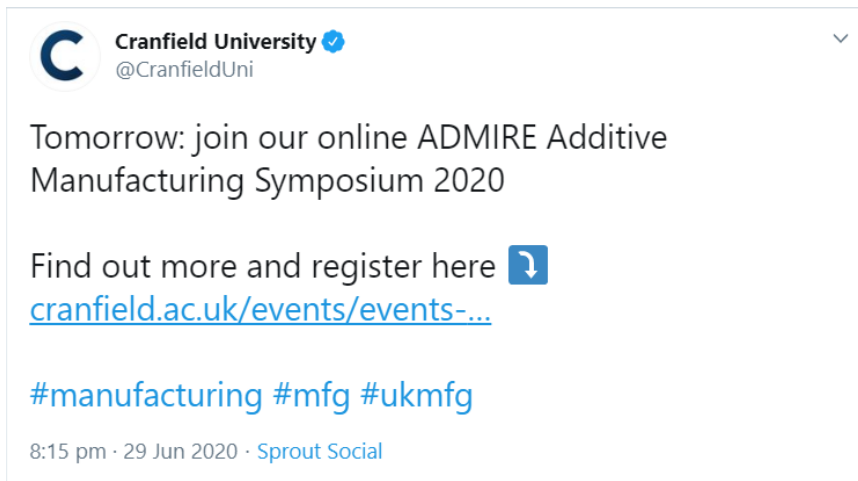 Cranfield University
@CranfieldUni
Tomorrow: join our online ADMIRE Additive
Manufacturing Symposium 2020
Find out more and register here ⤵️
cranfield.ac.uk/events/events-...
#manufacturing #mfg #ukmfg
8:15 pm · 29 Jun 2020 · Sprout Social